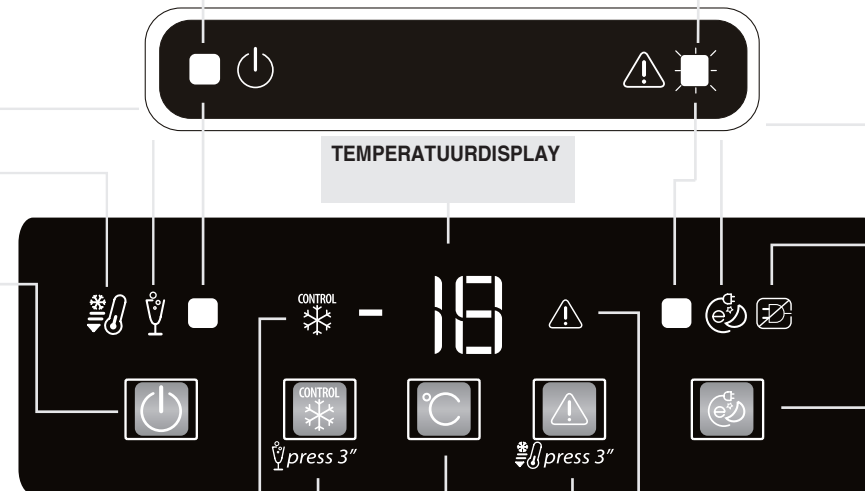 TEMPERATUURDISPLAY
CONTROL
- 18
CONTROL
°C
press 3”
press 3”